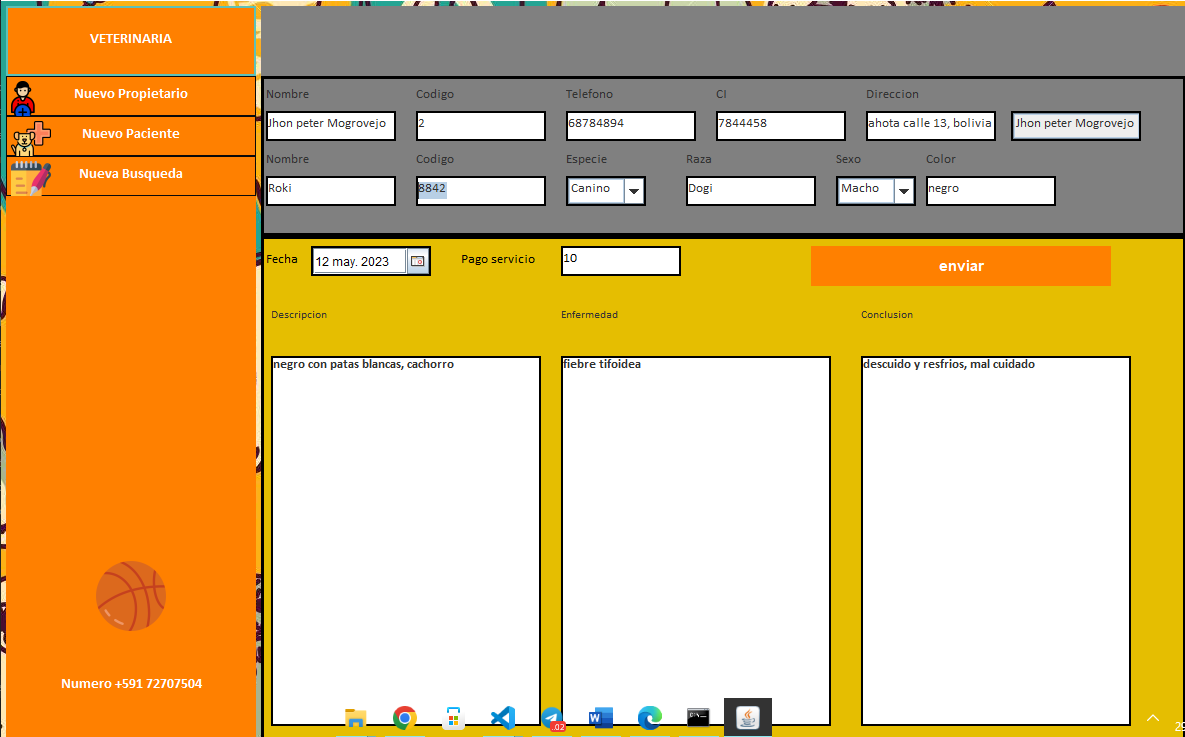 VETERINARIA
Nuevo Propietario
Nuevo Paciente
Nueva Busqueda
Numero +591 72707504
Nombre Codigo Telefono CI Direccion
Jhon peter Mogrovejo 2 68784894 7844458 ahota calle 13, bolivia Jhon peter Mogrovejo
Nombre Codigo Especie Raza Sexo Color
Roki 8842 Canino Dogi Macho negro
Fecha 12 may. 2023 Pago servicio 10 enviar
Descripcion Enfermedad Conclusion
negro con patas blancas, cachorro fiebre tifoidea descuido y resfrios, mal cuidado
.02